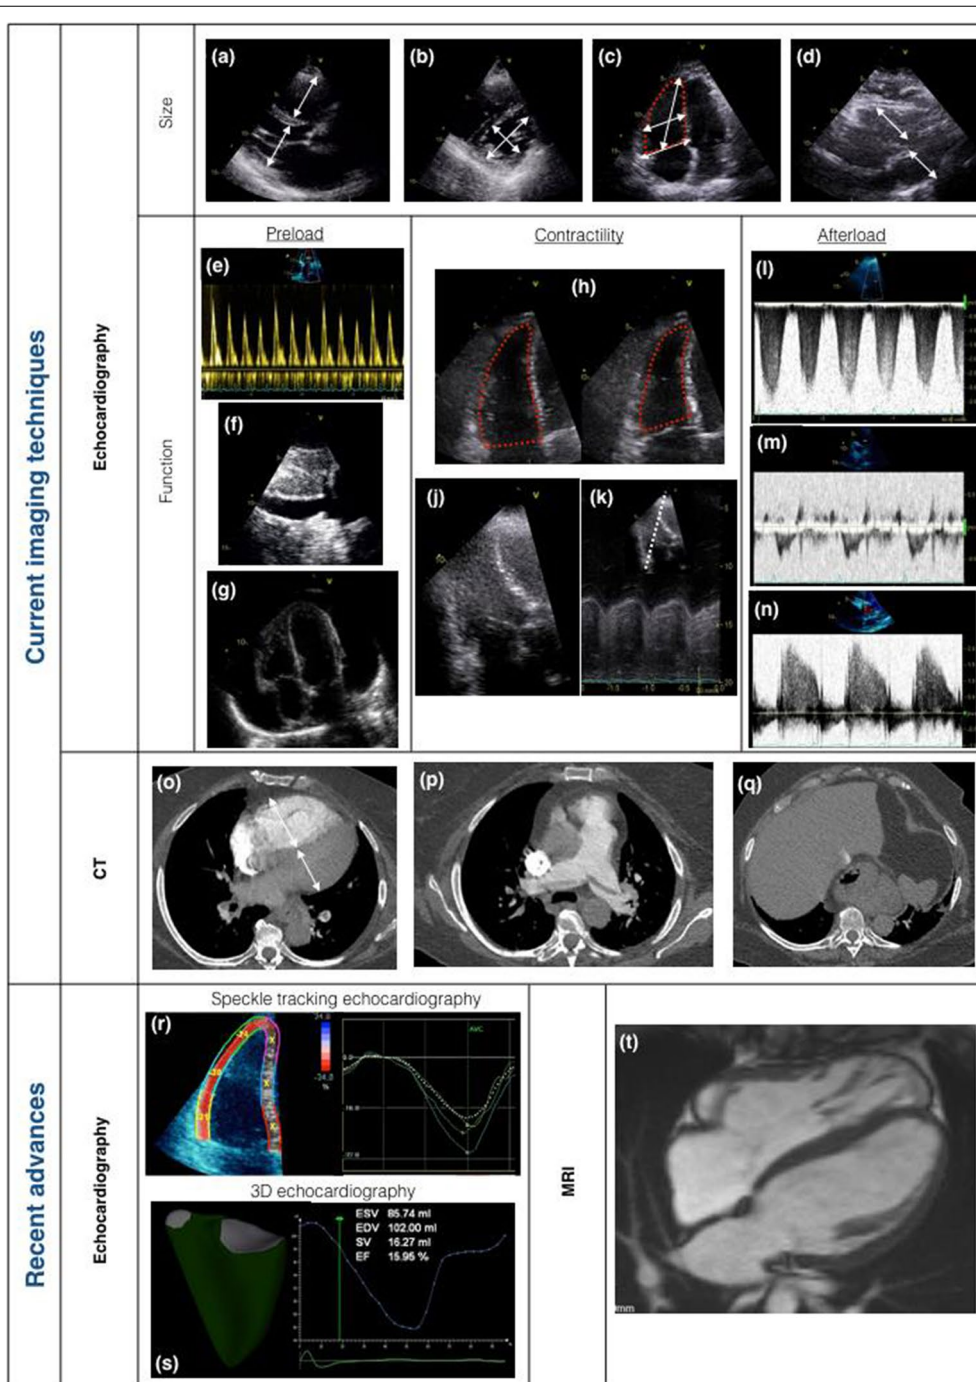 Current imaging techniques
Echocardiography
Size
(a)
(b)
(c)
(d)
Function
Preload
Contractility
Afterload
(e)
(f)
(g)
(h)
(j)
(k)
(l)
(m)
(n)
CT
(o)
(p)
(q)
Recent advances
Echocardiography
Speckle tracking echocardiography
(r)
AVC
3D echocardiography
ESV 85.74 ml
EDV 102.00 ml
SV 16.27 ml
EF 15.95 %
(s)
MRI
(t)